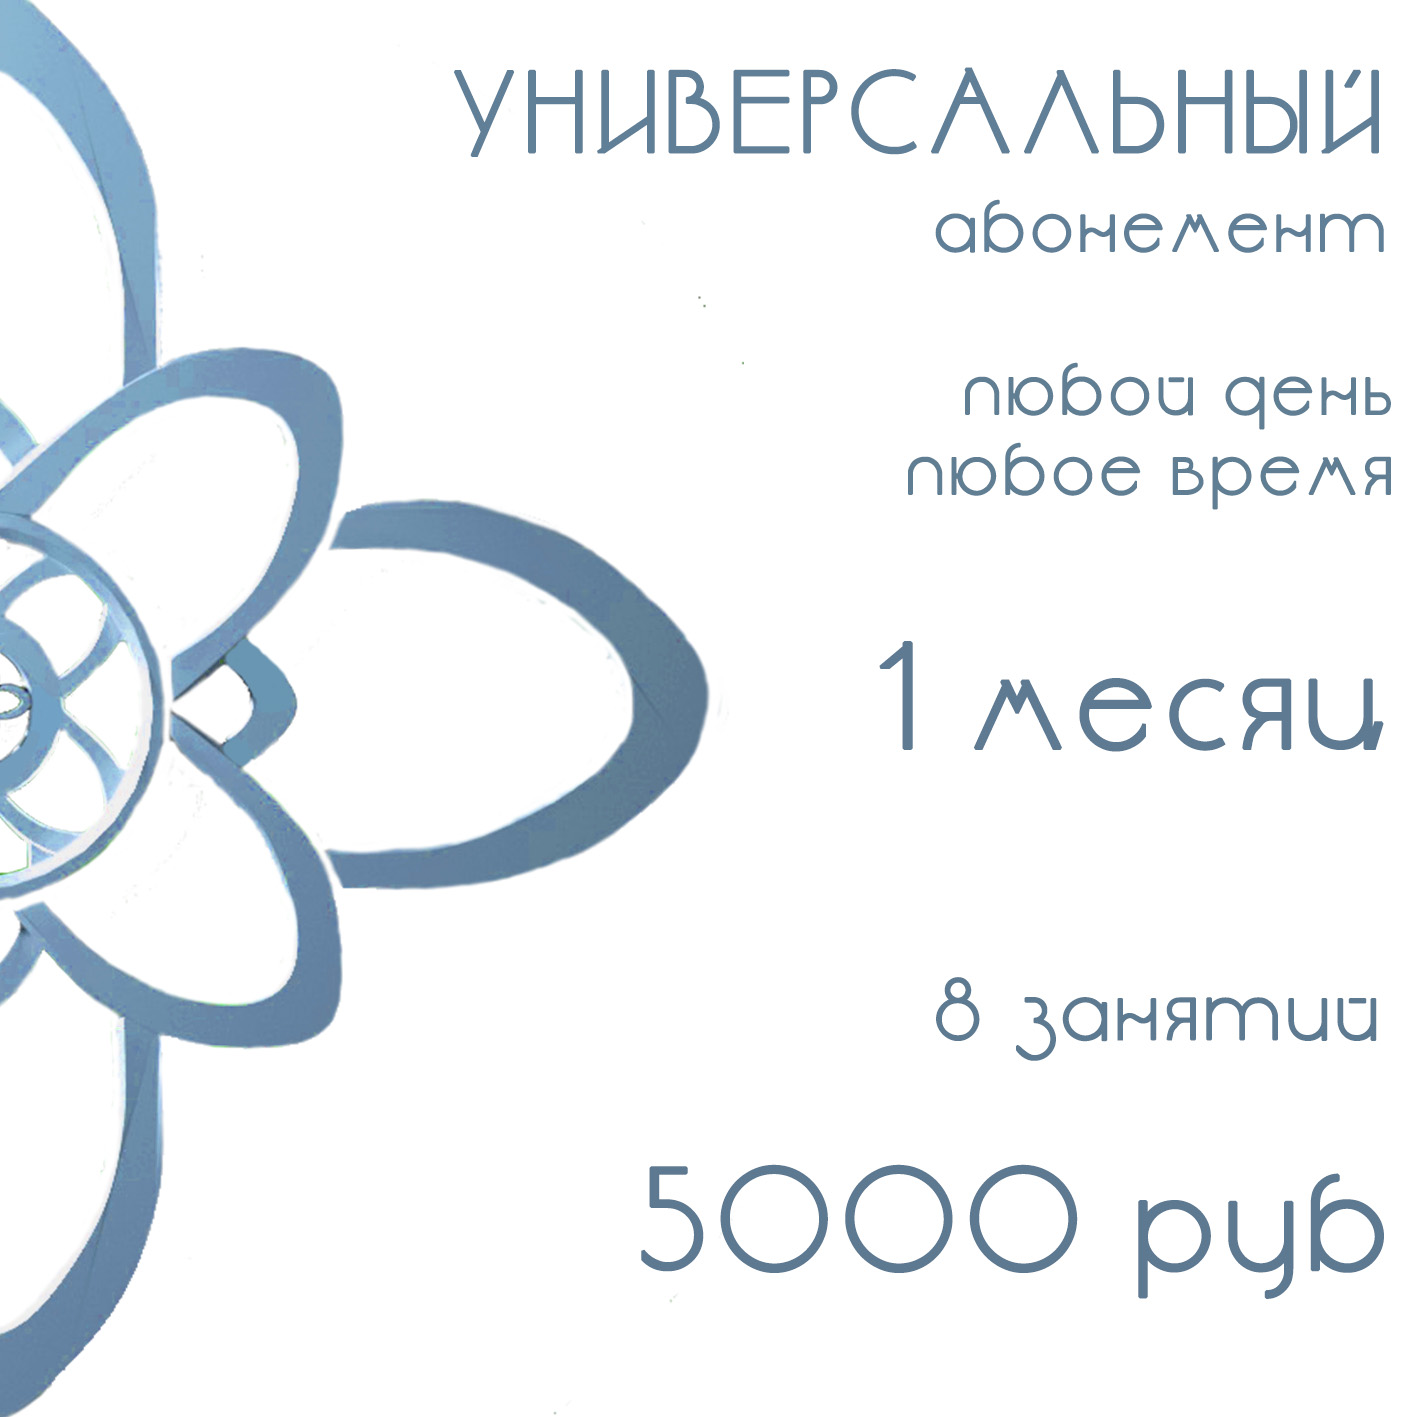 УНИВЕРСАЛЬНЫЙ
абонемент
любой день
любое время
1 месяц
8 занятий
5000 руб